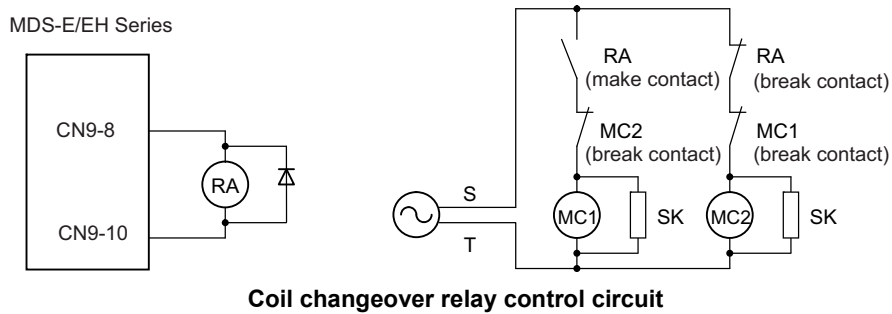 MDS-E/EH Series
CN9-8
RA
CN9-10
S
T
RA
(make contact)
MC2
(break contact)
MC1
SK
RA
(break contact)
MC1
(break contact)
MC2
SK
Coil changeover relay control circuit